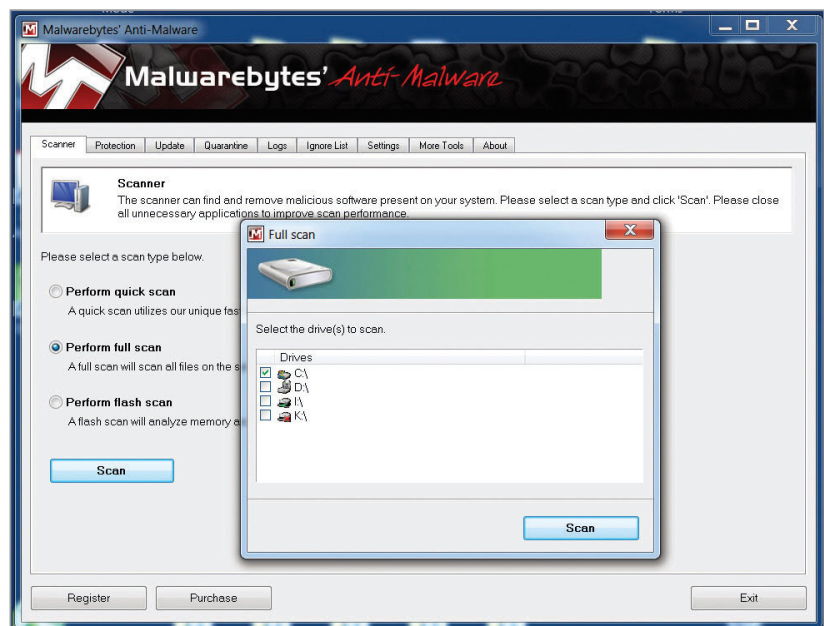 Malwarebytes' Anti-Malware
Malwarebytes' Anti-Malware
Scanner Protection Update Quarantine Logs Ignore List Settings More Tools About
Scanner
The scanner can find and remove malicious software present on your system. Please select a scan type and click 'Scan'. Please close
all unnecessary applications to improve scan performance.
Full scan
Please select a scan type below.
Perform quick scan
A quick scan utilizes our unique fas
Perform full scan
A full scan will scan all files on the s
Perform flash scan
A flash scan will analyze memory a
Scan
Select the drive(s) to scan.
Drives
C:\
D:\
I:\
K:\
Scan
Register Purchase Exit